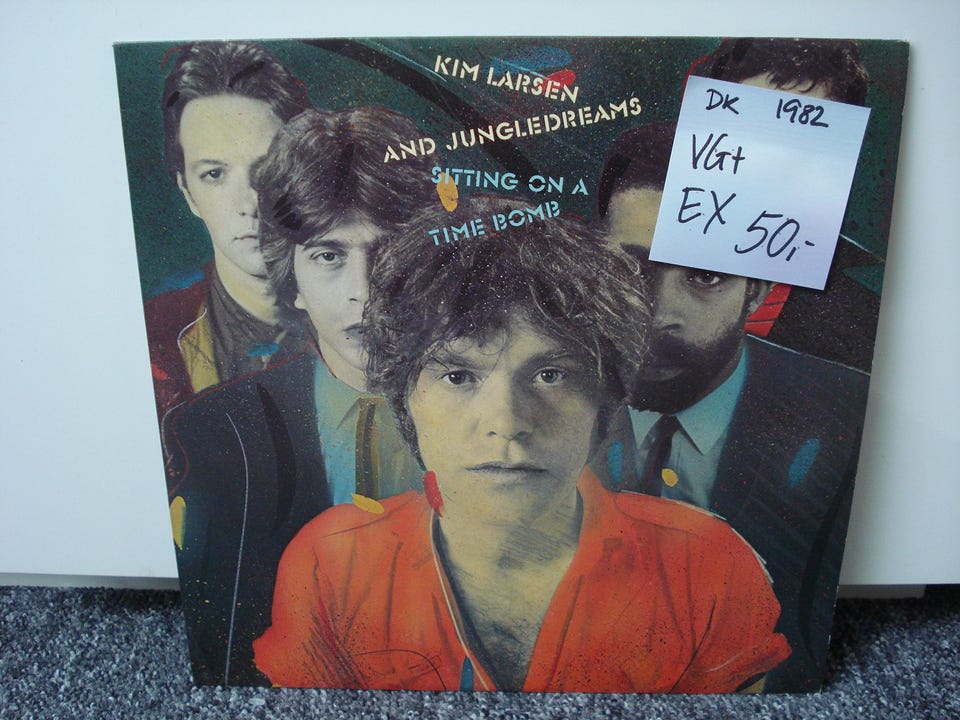 KIM LARSEN
AND JUNGLEDREAMS
SITTING ON A
TIME BOMB
DK 1982
VG+
EX 50,-